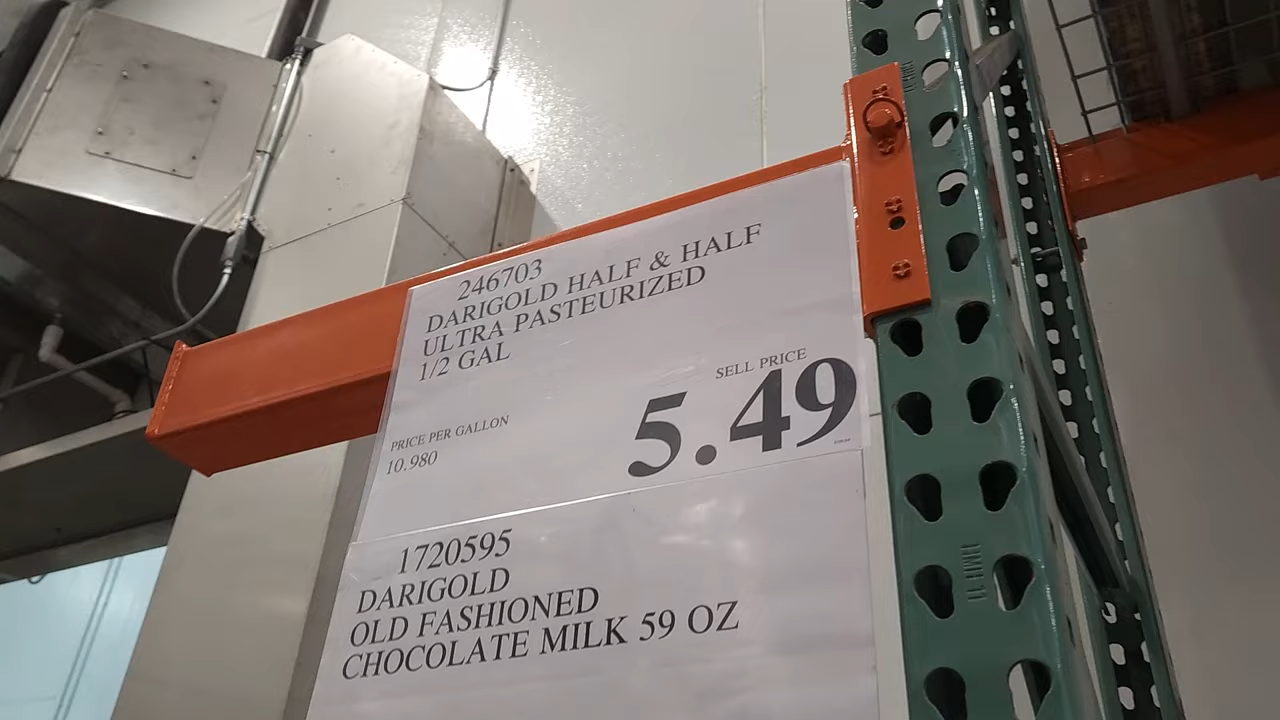 246703
DARIGOLD HALF & HALF
ULTRA PASTEURIZED
1/2 GAL
SELL PRICE
5.49
PRICE PER GALLON
10.980
1720595
DARIGOLD
OLD FASHIONED
CHOCOLATE MILK 59 OZ